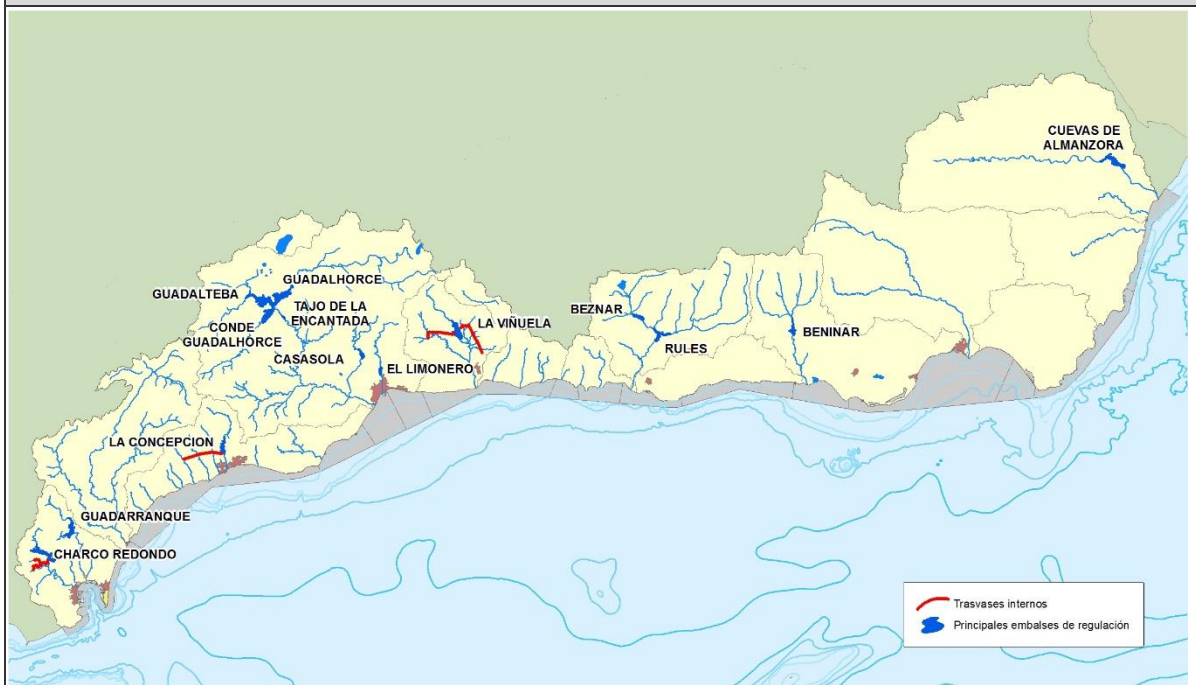 CUEVAS DE
ALMANZORA
GUADALHORCE
GUADALTEBA
TAJO DE LA
ENCANTADA
CONDE
GUADALHORCE
CASASOLA
LA VIÑUELA
EL LIMONERO
BEZNAR
RULES
BENINAR
LA CONCEPCION
GUADARRANQUE
CHARCO REDONDO
Trasvases internos
Principales embalses de regulación